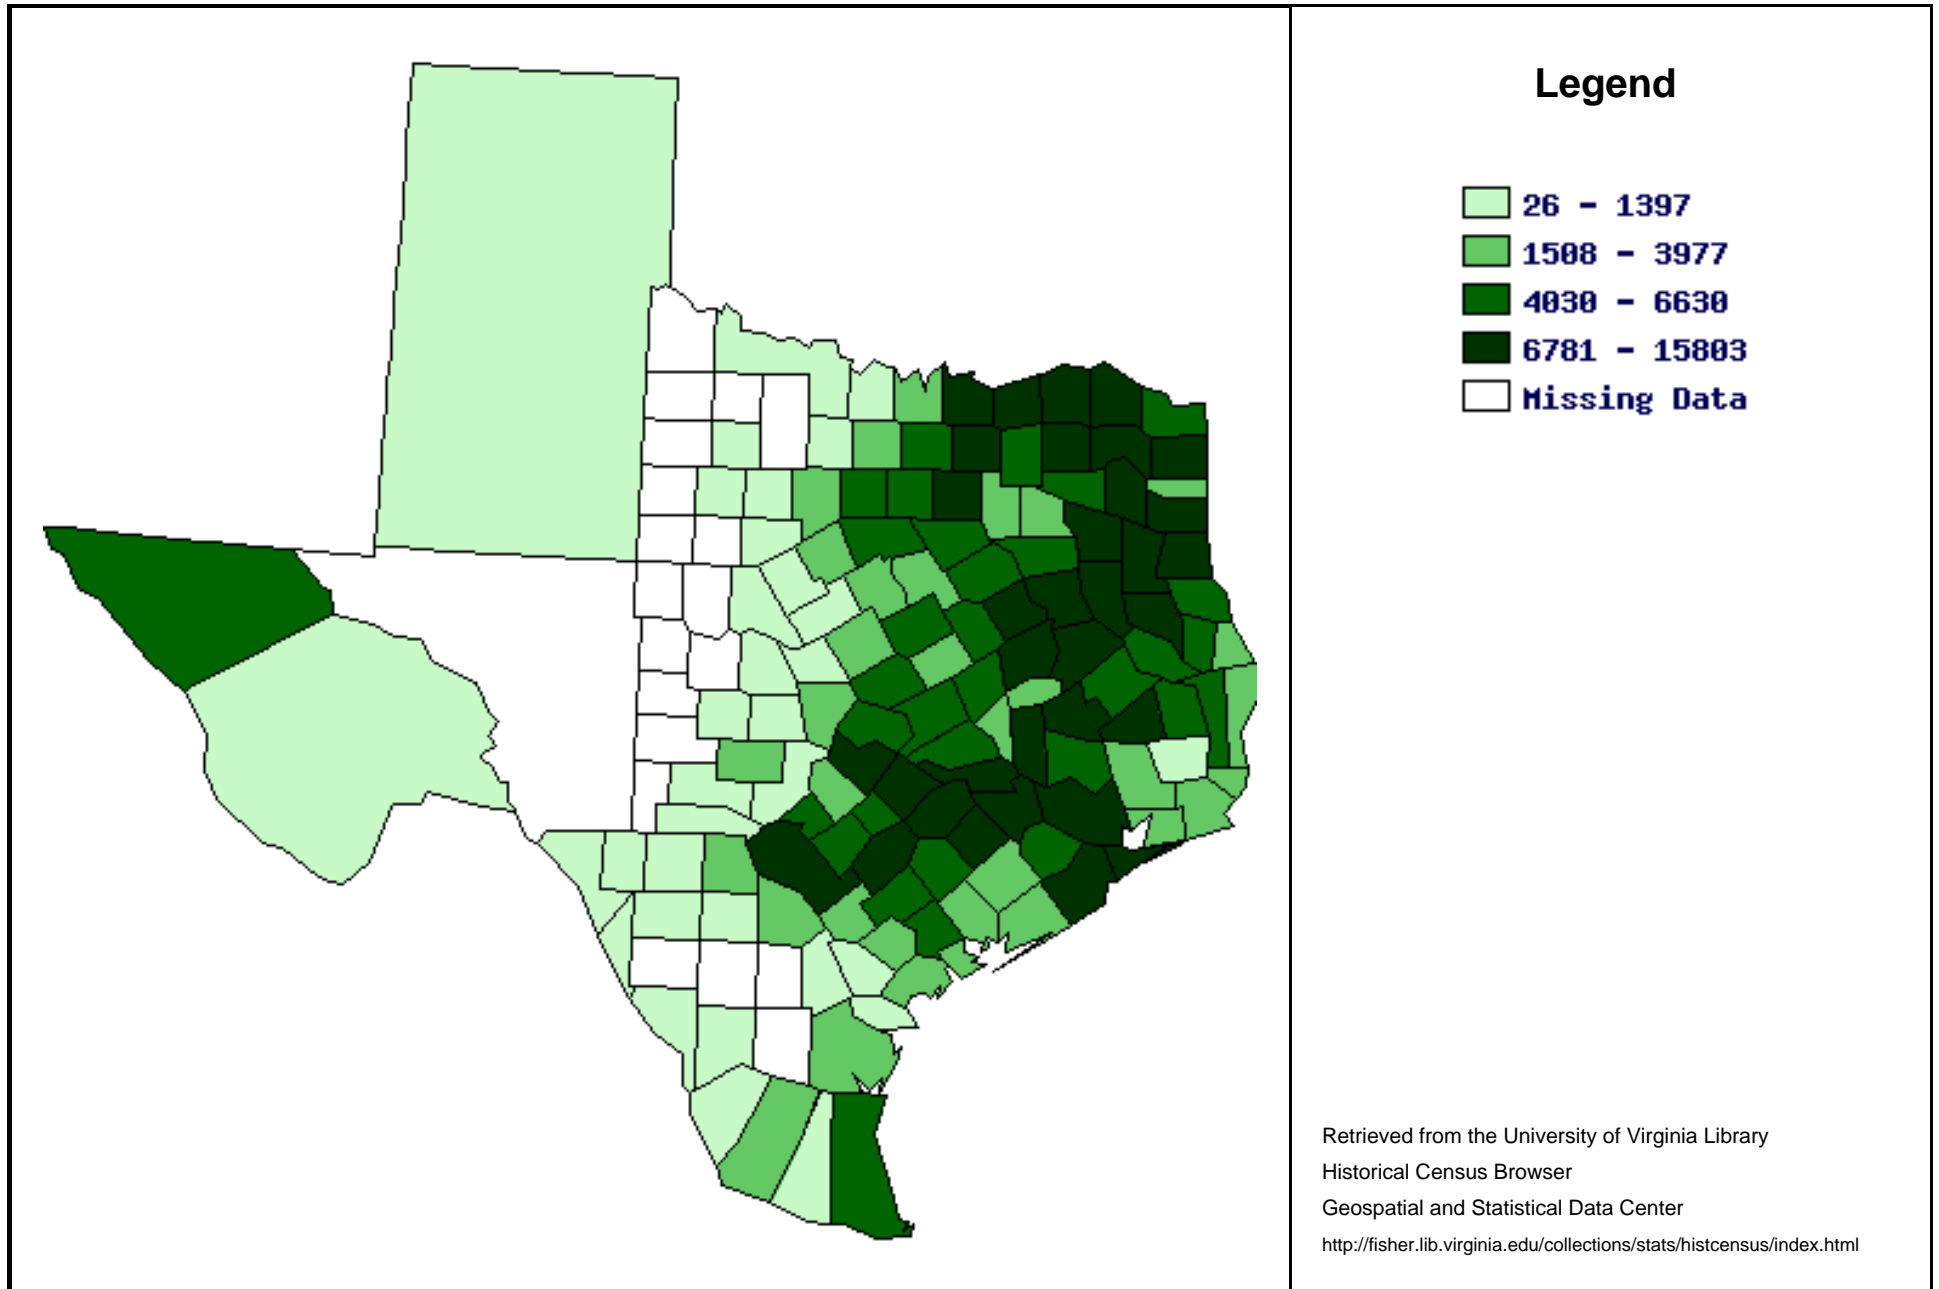 Legend
26 - 1397
1508 - 3977
4030 - 6630
6781 - 15803
Missing Data
Retrieved from the University of Virginia Library
Historical Census Browser
Geospatial and Statistical Data Center
http://fisher.lib.virginia.edu/collections/stats/histcensus/index.html